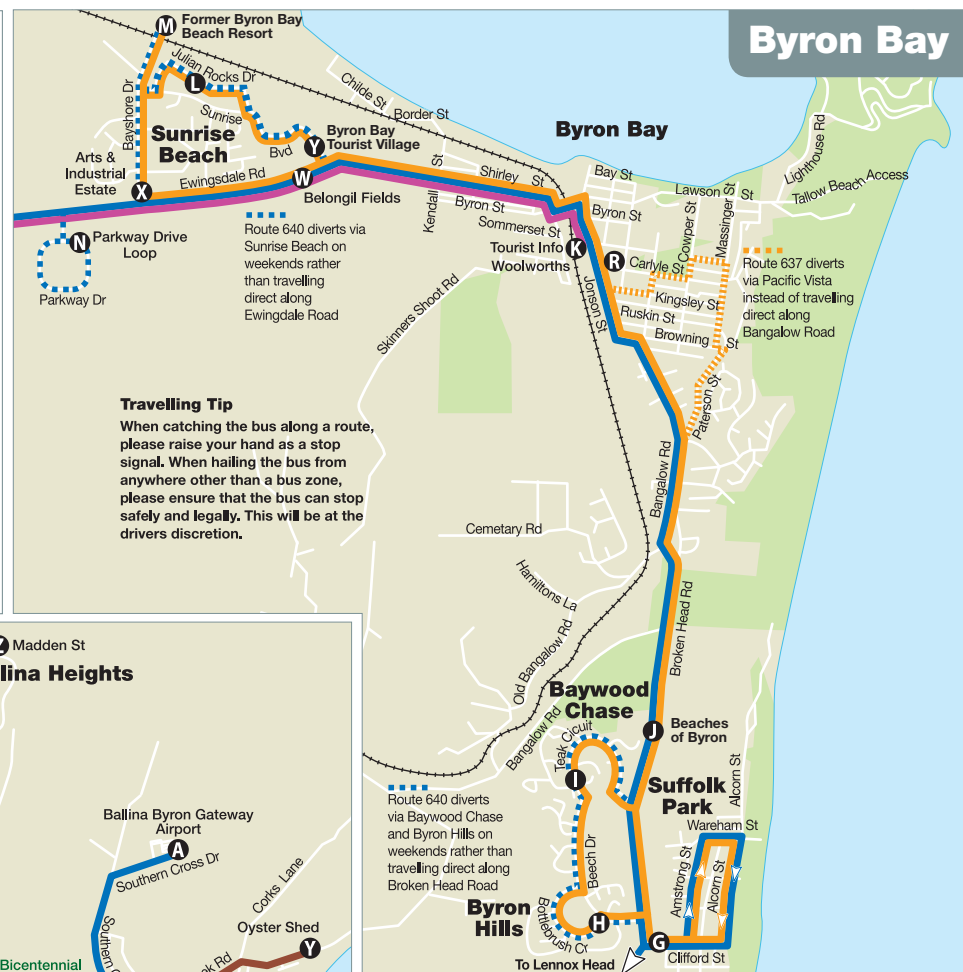 Byron Bay
M Former Byron Bay
Beach Resort
Julian Rocks Dr
L
Bayshore Dr
Sunrise
Bvd
Sunrise
Beach
Y
Byron Bay
Tourist Village
Childe St
Border St
Byron Bay
Lighthouse Rd
Tallow Beach Access
Arts &
Industrial
Estate
X
Ewingsdale Rd
W
Belongil Fields
Kendall St
Shirley St
Byron St
Sommerset St
Bay St
Lawson St
Byron St
Cowper St
Massinger St
N Parkway Drive
Loop
Parkway Dr
Route 640 diverts via
Sunrise Beach on
weekends rather
than travelling
direct along
Ewingdale Road
Tourist Info
Woolworths
K
R Carlyle St
Kingsley St
Ruskin St
Browning St
Jonson St
Skinners Shoot Rd
Route 637 diverts
via Pacific Vista
instead of travelling
direct along
Bangalow Road
Paterson St
Travelling Tip
When catching the bus along a route,
please raise your hand as a stop
signal. When hailing the bus from
anywhere other than a bus zone,
please ensure that the bus can stop
safely and legally. This will be at the
drivers discretion.
Bangalow Rd
Cemetary Rd
Hamiltons La
Old Bangalow Rd
Broken Head Rd
Bangalow Rd
Baywood
Chase
J
Beaches
of Byron
Teak Cicuit
I
Suffolk
Park
Alcorn St
Wareham St
Amstrong St
Alcorn St
Route 640 diverts
via Baywood Chase
and Byron Hills on
weekends rather than
travelling direct along
Broken Head Road
Beech Dr
Byron
Hills
Bottlebrush Cr
H
G
Clifford St
To Lennox Head
Madden St
lina Heights
Ballina Byron Gateway
Airport
A
Southern Cross Dr
Southern C
Corks Lane
Oyster Shed
Y
ok Rd
Bicentennial